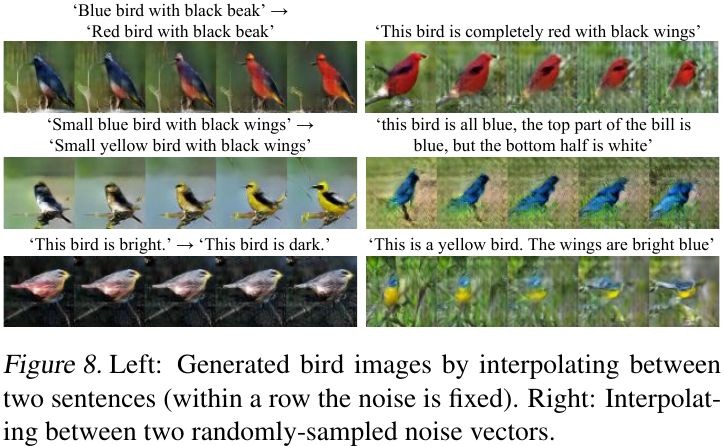 ‘Blue bird with black beak’ →
‘Red bird with black beak’
‘Small blue bird with black wings’ →
‘Small yellow bird with black wings’
‘This bird is bright.’ → ‘This bird is dark.’
‘This bird is completely red with black wings’
‘this bird is all blue, the top part of the bill is
blue, but the bottom half is white’
‘This is a yellow bird. The wings are bright blue’
Figure 8. Left: Generated bird images by interpolating between
two sentences (within a row the noise is fixed). Right: Interpolat-
ing between two randomly-sampled noise vectors.